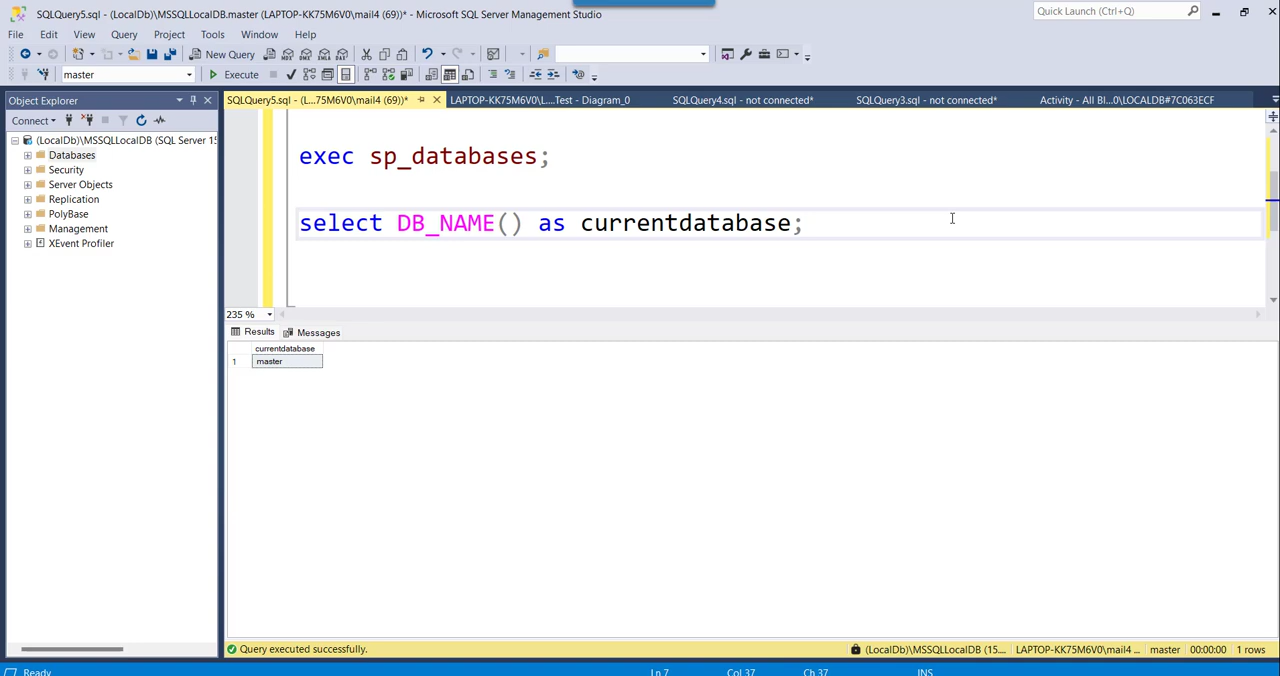 SQLQuery5.sql - (LocalDb)\MSSQLLocalDB.master (LAPTOP-KK75M6V0\mail4 (69))* - Microsoft SQL Server Management Studio
Quick Launch (Ctrl+Q)
File Edit View Query Project Tools Window Help
New Query
MDX DMX XMLA DAX
master Execute
Object Explorer
SQLQuery5.sql - (L...75M6V0\mail4 (69))* LAPTOP-KK75M6V0\L...Test - Diagram_0 SQLQuery4.sql - not connected* SQLQuery3.sql - not connected* Activity - All Bl...0\LOCALDB#7C063ECF
Connect
(LocalDb)\MSSQLLocalDB (SQL Server 15
Databases
Security
Server Objects
Replication
PolyBase
Management
XEvent Profiler
exec sp_databases;
select DB_NAME() as currentdatabase;
235 %
Results Messages
currentdatabase
1 master
Query executed successfully.
(LocalDb)\MSSQLLocalDB (15... LAPTOP-KK75M6V0\mail4 ... master 00:00:00 1 rows
Ready Ln 7 Col 37 Ch 37 INS